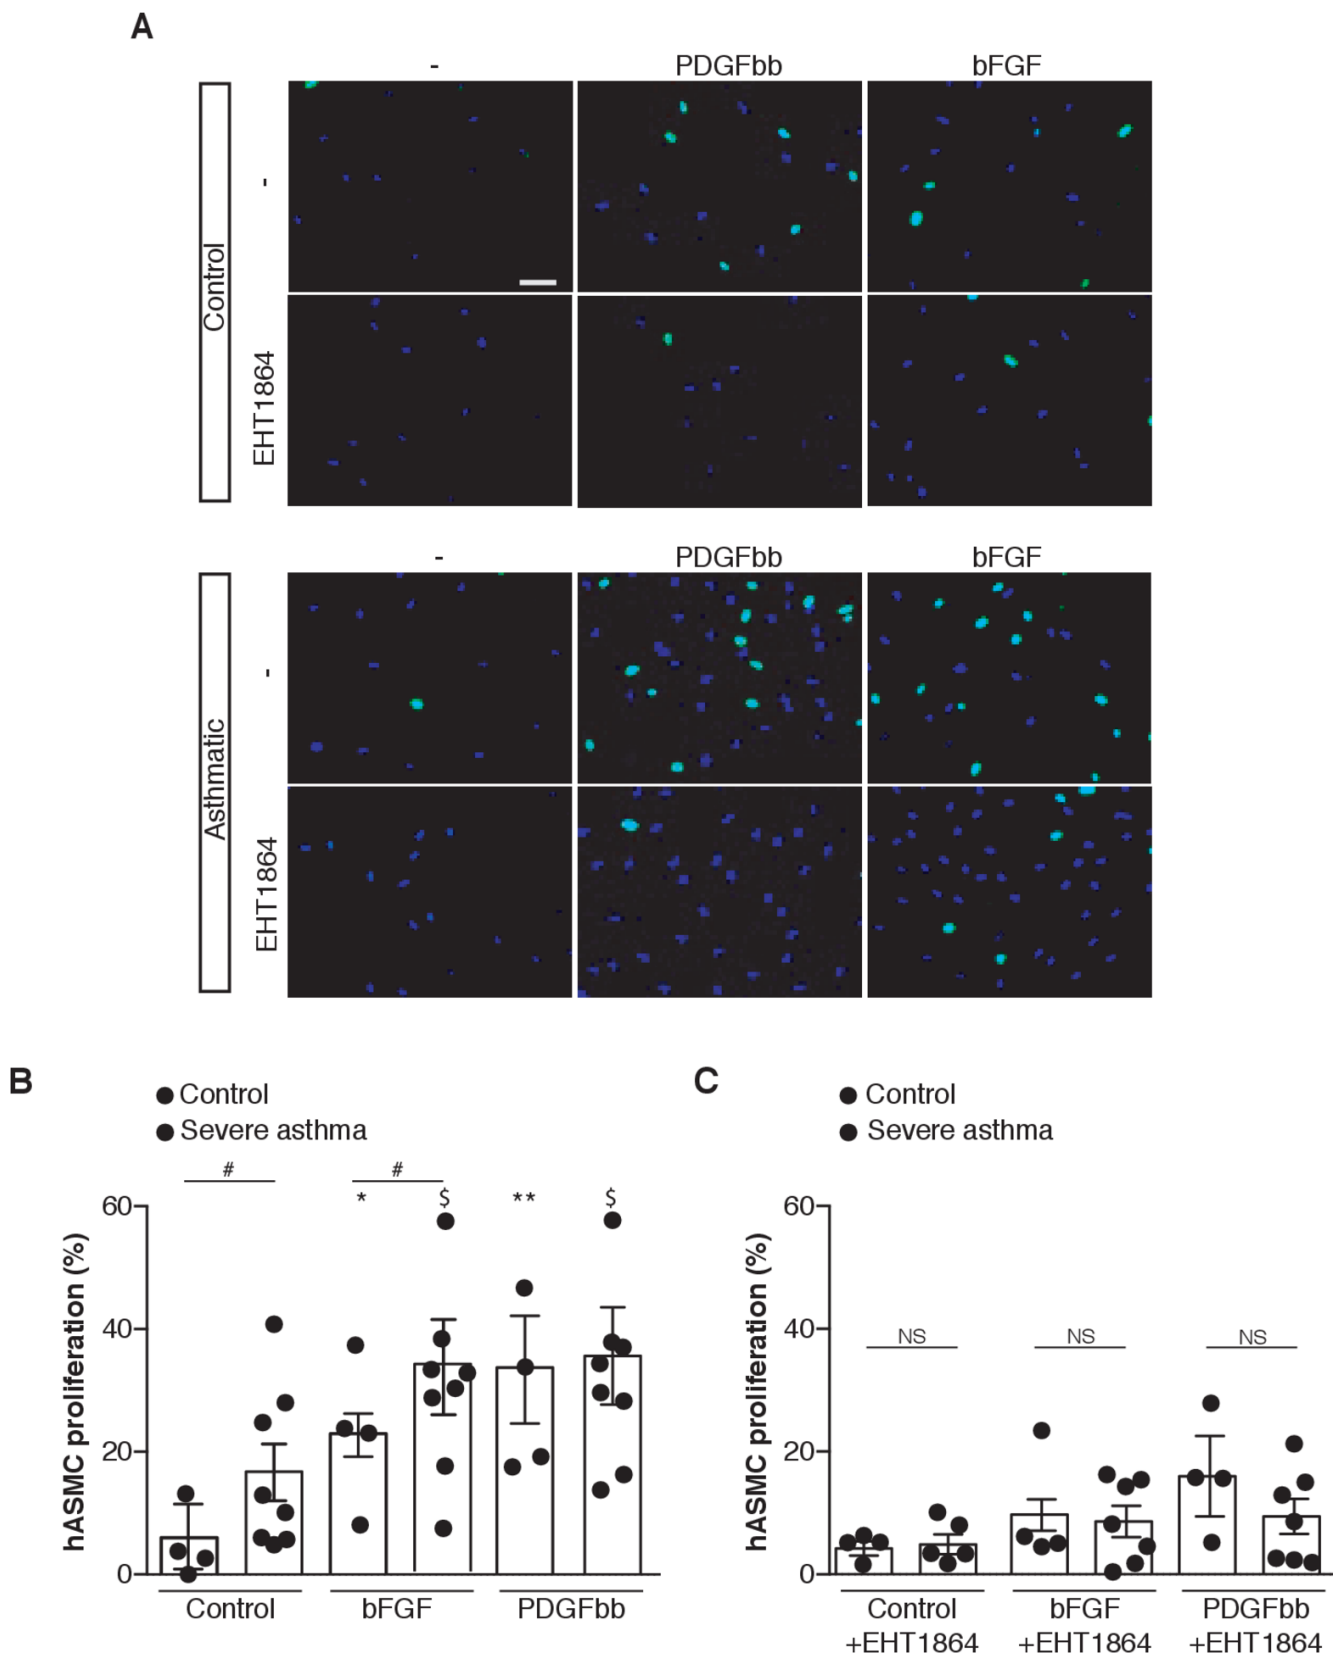 A
- PDGFbb bFGF
Control
-
EHT1864
- PDGFbb bFGF
Asthmatic
-
EHT1864
B
Control
Severe asthma
# #
* $ ** $
hASMC proliferation (%)
60
40
20
0
Control bFGF PDGFbb
C
Control
Severe asthma
NS NS NS
hASMC proliferation (%)
60
40
20
0
Control bFGF PDGFbb
+EHT1864 +EHT1864 +EHT1864